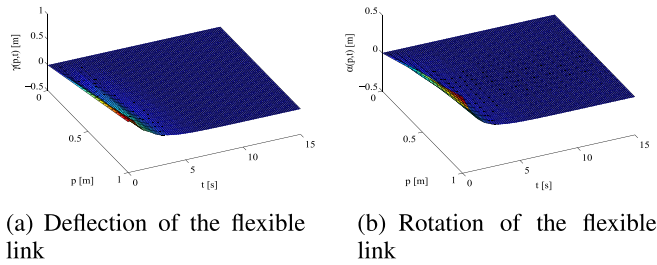 1
0.5
0
−0.5
γ(p,t) [m]
0
0.5
1
p [m]
0
5
10
15
t [s]
0.5
0
−0.5
α(p,t) [m]
0
0.5
1
p [m]
0
5
10
15
t [s]
(a) Deflection of the flexible
link
(b) Rotation of the flexible
link